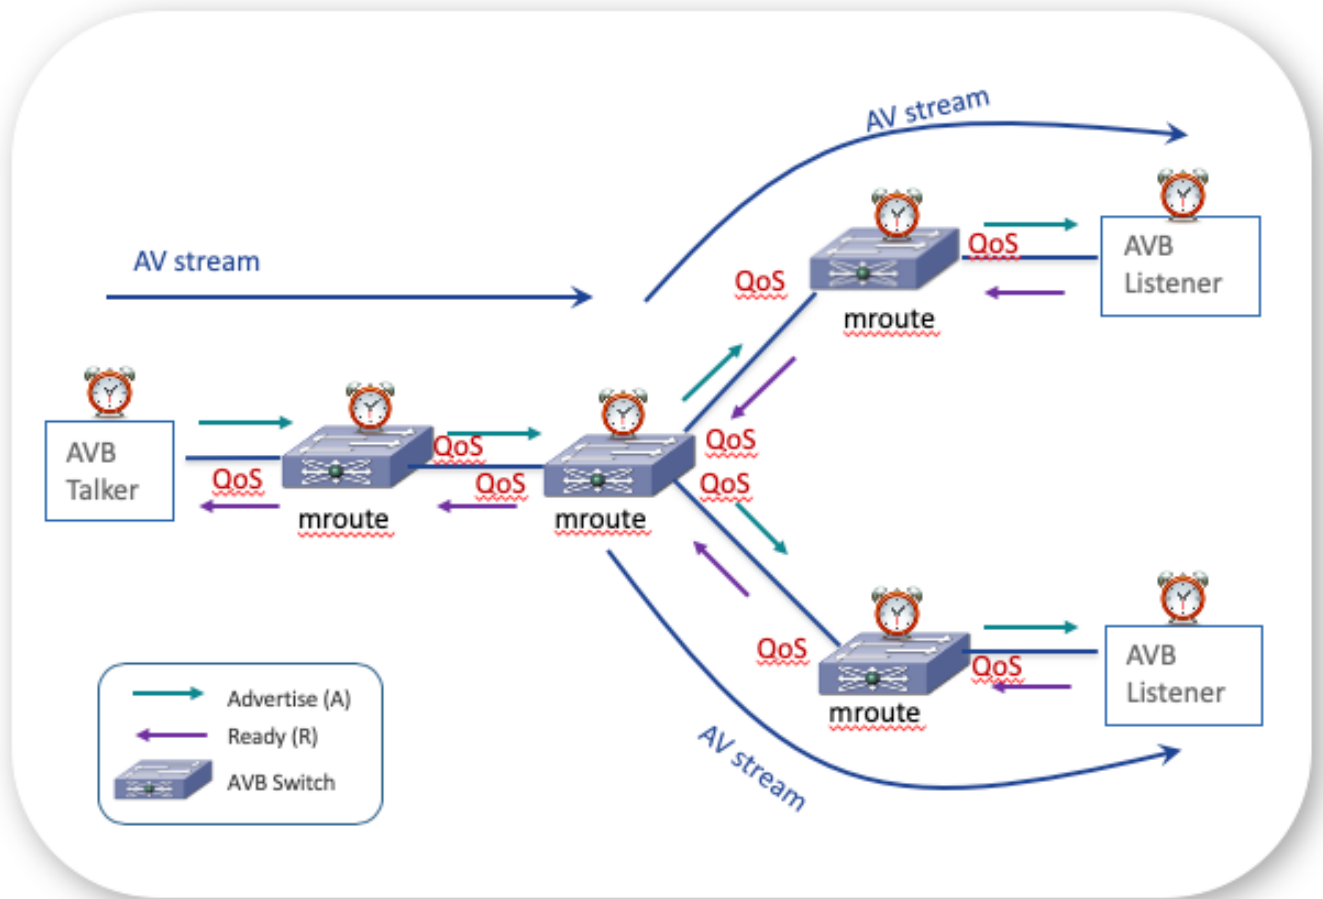 AV stream
AV stream
QoS
AVB
Listener
QoS
mroute
AVB
Talker
QoS
QoS
QoS
QoS
QoS
mroute
mroute
QoS
QoS
AVB
Listener
mroute
AV stream
Advertise (A)
Ready (R)
AVB Switch